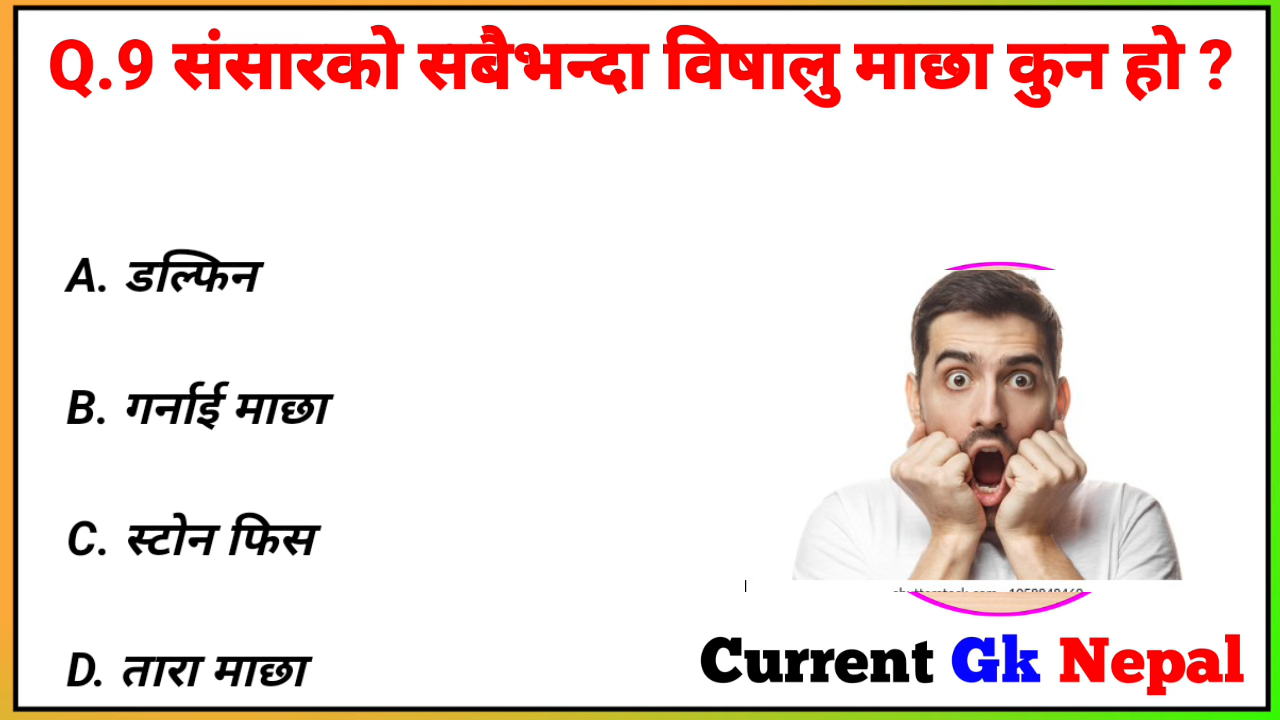 Q.9 संसारको सबैभन्दा विषालु माछा कुन हो ?
A. डल्फिन
B. गर्नाई माछा
C. स्टोन फिस
D. तारा माछा
Current Gk Nepal